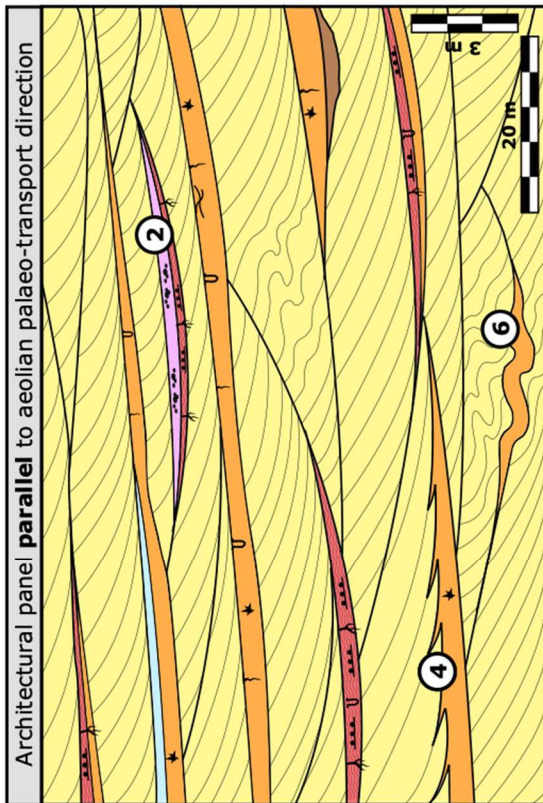 Architectural panel parallel to aeolian palaeo-transport direction
2
4
6
3 m
20 m